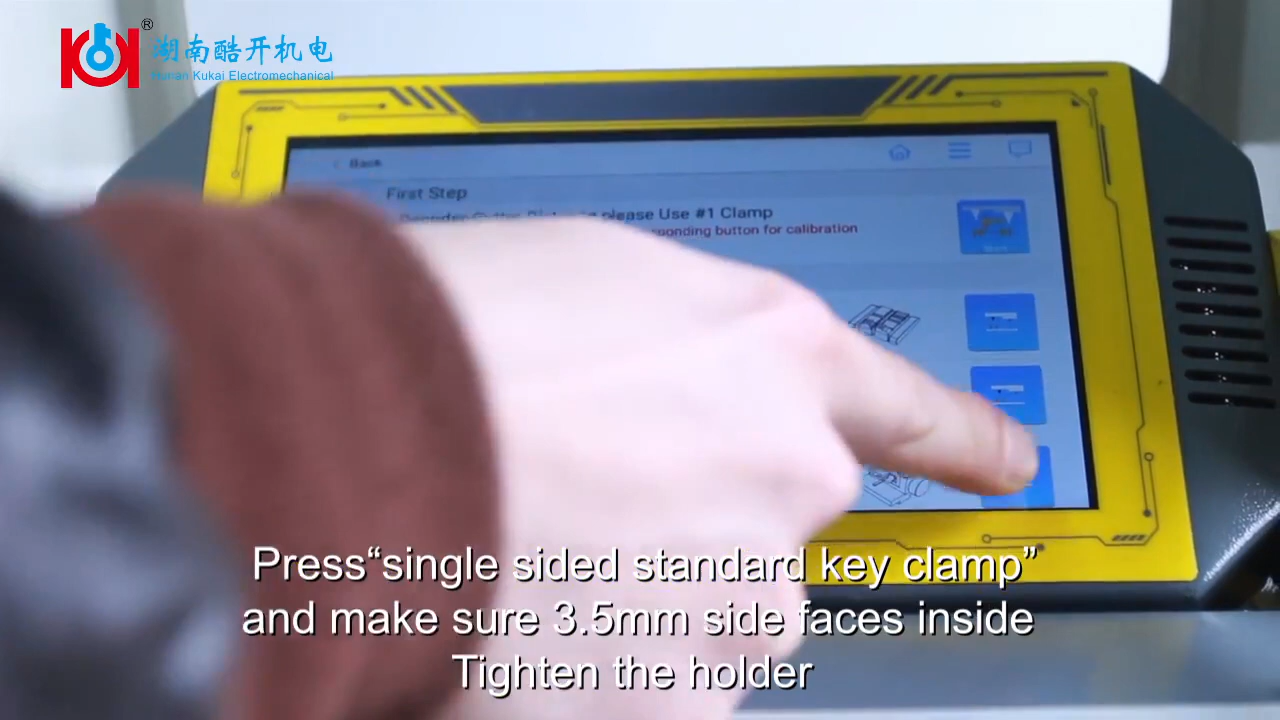 ®
湖南酷开机电
Hunan Kukai Electromechanical
Back
First Step
please Use #1 Clamp
button for calibration
Press“single sided standard key clamp”
and make sure 3.5mm side faces inside
Tighten the holder